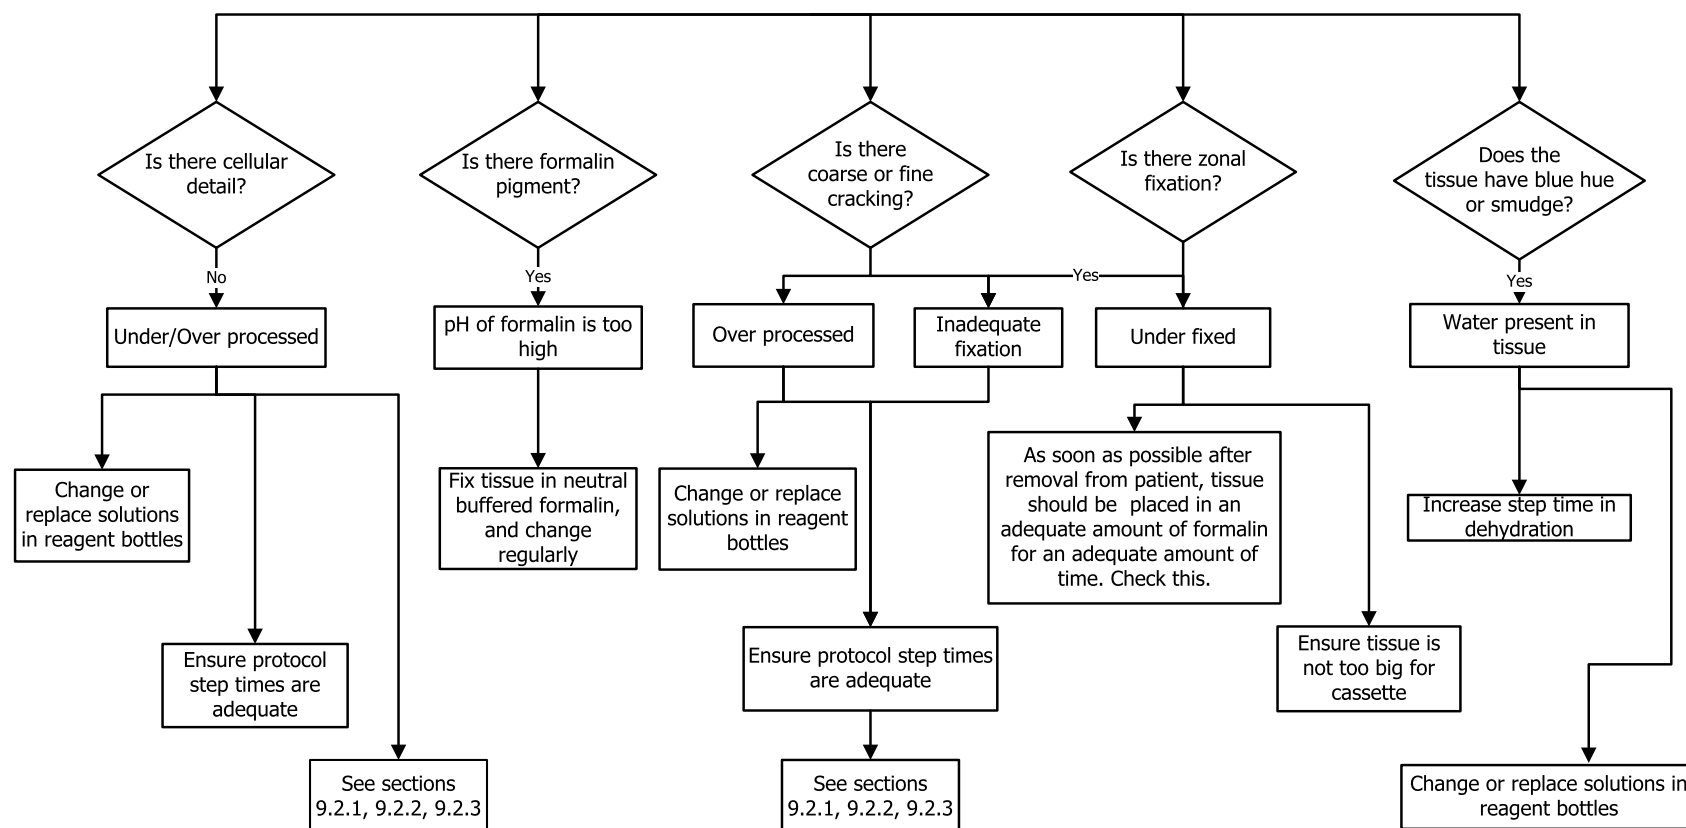 Is there cellular
detail?
Is there formalin
pigment?
Is there
coarse or fine
cracking?
Is there zonal
fixation?
Does the
tissue have blue hue
or smudge?
No
Yes
Yes
Yes
Under/Over processed
pH of formalin is too
high
Over processed
Inadequate
fixation
Under fixed
Water present in
tissue
Change or
replace solutions
in reagent bottles
Fix tissue in neutral
buffered formalin,
and change
regularly
Change or replace
solutions in reagent
bottles
As soon as possible after
removal from patient, tissue
should be placed in an
adequate amount of formalin
for an adequate amount of
time. Check this.
Increase step time in
dehydration
Ensure protocol
step times are
adequate
Ensure protocol step times
are adequate
Ensure tissue is
not too big for
cassette
See sections
9.2.1, 9.2.2, 9.2.3
See sections
9.2.1, 9.2.2, 9.2.3
Change or replace solutions in
reagent bottles